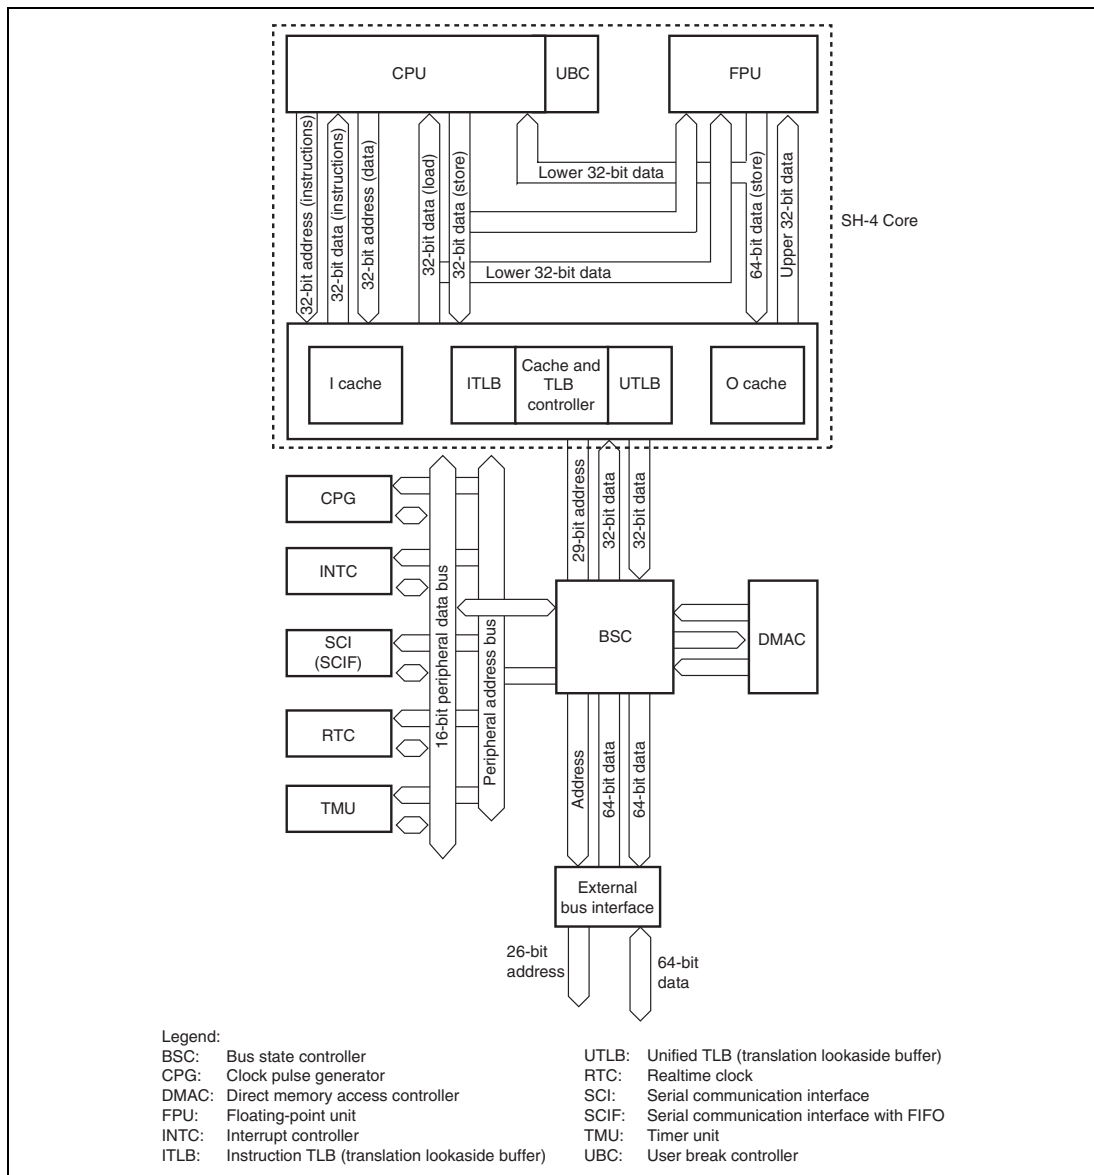 CPU
UBC
FPU
32-bit address (instructions)
32-bit data (instructions)
32-bit address (data)
32-bit data (load)
32-bit data (store)
Lower 32-bit data
Lower 32-bit data
64-bit data (store)
Upper 32-bit data
SH-4 Core
I cache
ITLB
Cache and
TLB
controller
UTLB
O cache
29-bit address
32-bit data
32-bit data
CPG
INTC
SCI
(SCIF)
RTC
TMU
16-bit peripheral data bus
Peripheral address bus
BSC
DMAC
Address
64-bit data
64-bit data
External
bus interface
26-bit
address
64-bit
data
Legend:
BSC: Bus state controller
CPG: Clock pulse generator
DMAC: Direct memory access controller
FPU: Floating-point unit
INTC: Interrupt controller
ITLB: Instruction TLB (translation lookaside buffer)
UTLB: Unified TLB (translation lookaside buffer)
RTC: Realtime clock
SCI: Serial communication interface
SCIF: Serial communication interface with FIFO
TMU: Timer unit
UBC: User break controller